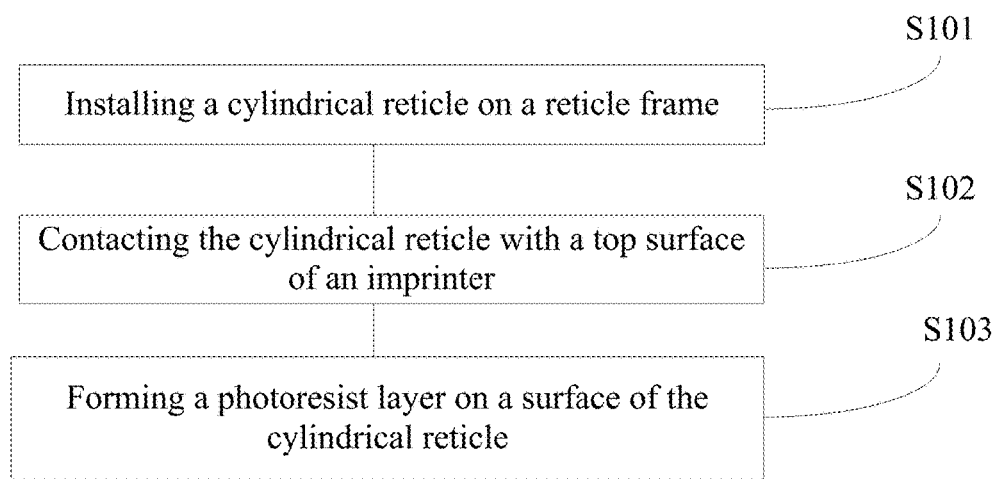 S101
Installing a cylindrical reticle on a reticle frame
S102
Contacting the cylindrical reticle with a top surface
of an imprinter
S103
Forming a photoresist layer on a surface of the
cylindrical reticle